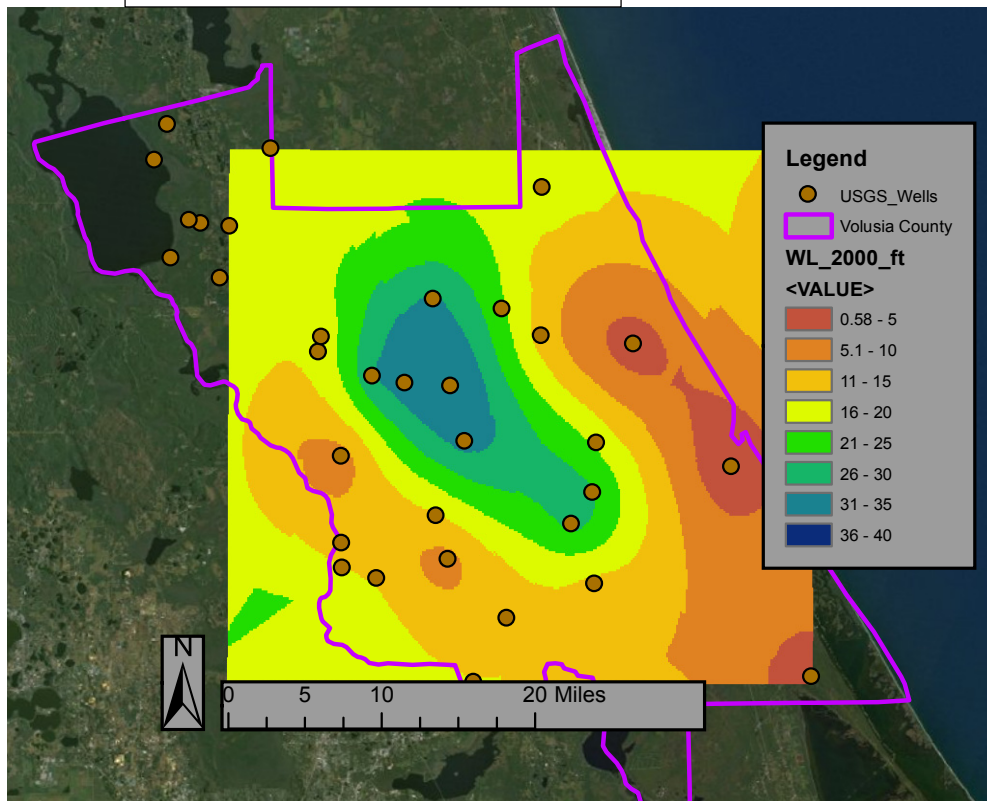 Legend
USGS_Wells
Volusia County
WL_2000_ft
<VALUE>
0.58 - 5
5.1 - 10
11 - 15
16 - 20
21 - 25
26 - 30
31 - 35
36 - 40
N
0 5 10 20 Miles